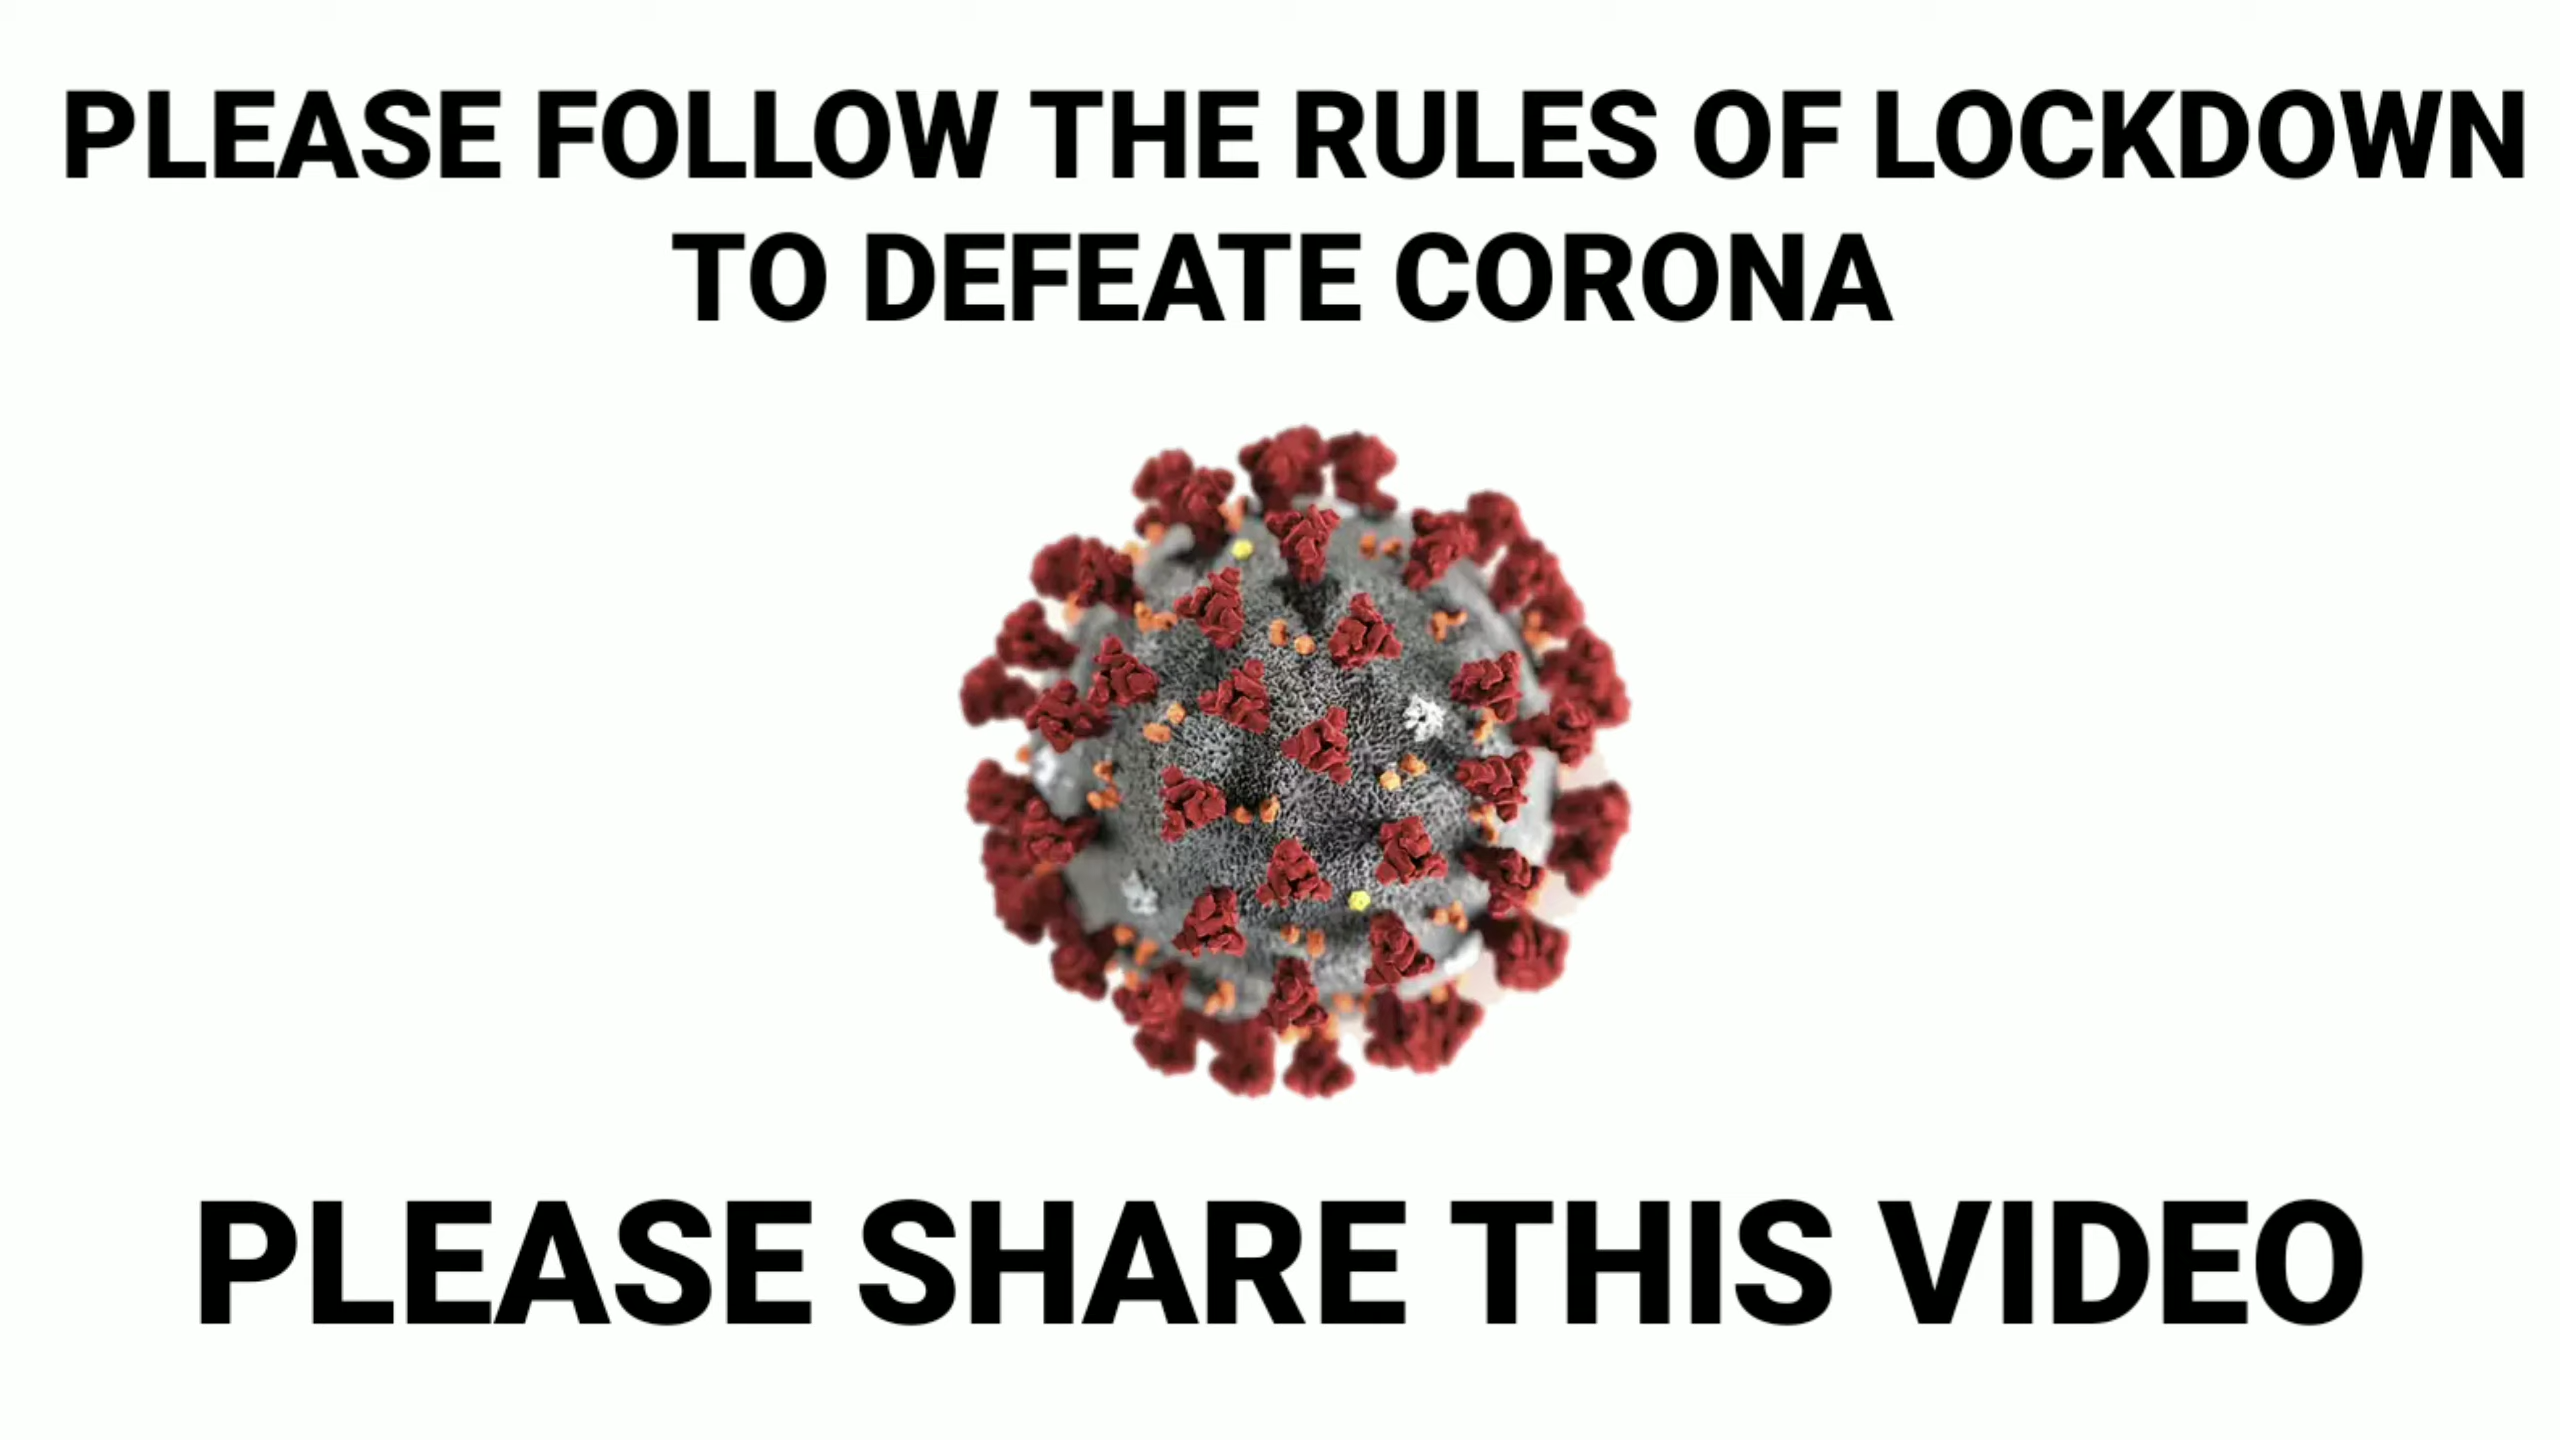 PLEASE FOLLOW THE RULES OF LOCKDOWN
TO DEFEATE CORONA
PLEASE SHARE THIS VIDEO